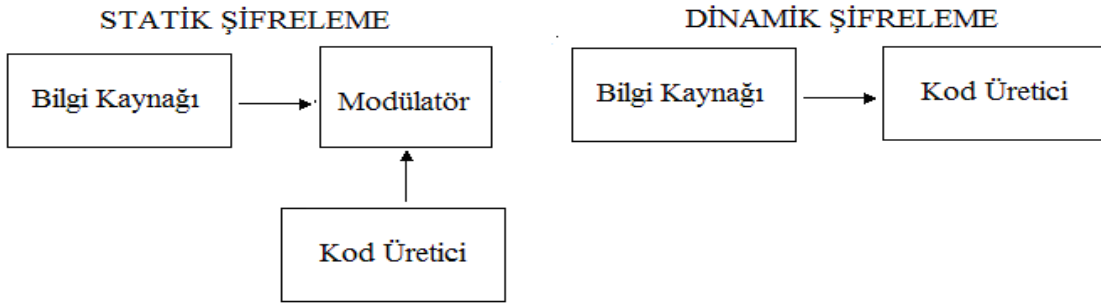 STATİK ŞİFRELEME
Bilgi Kaynağı
Modülatör
Kod Üretici
DİNAMİK ŞİFRELEME
Bilgi Kaynağı
Kod Üretici